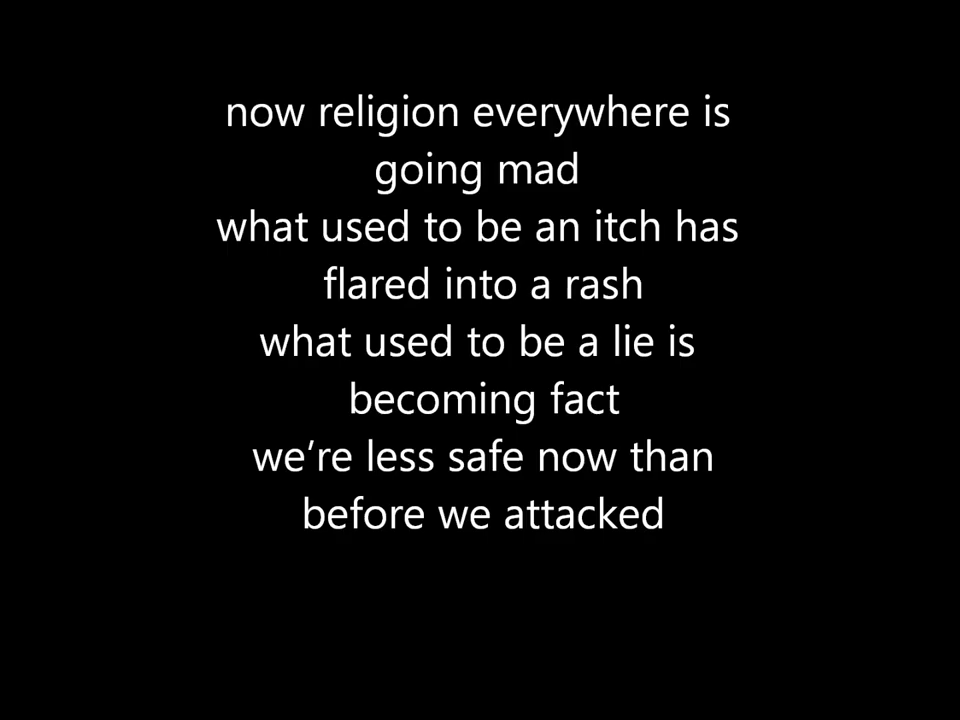 now religion everywhere is
going mad
what used to be an itch has
flared into a rash
what used to be a lie is
becoming fact
we’re less safe now than
before we attacked